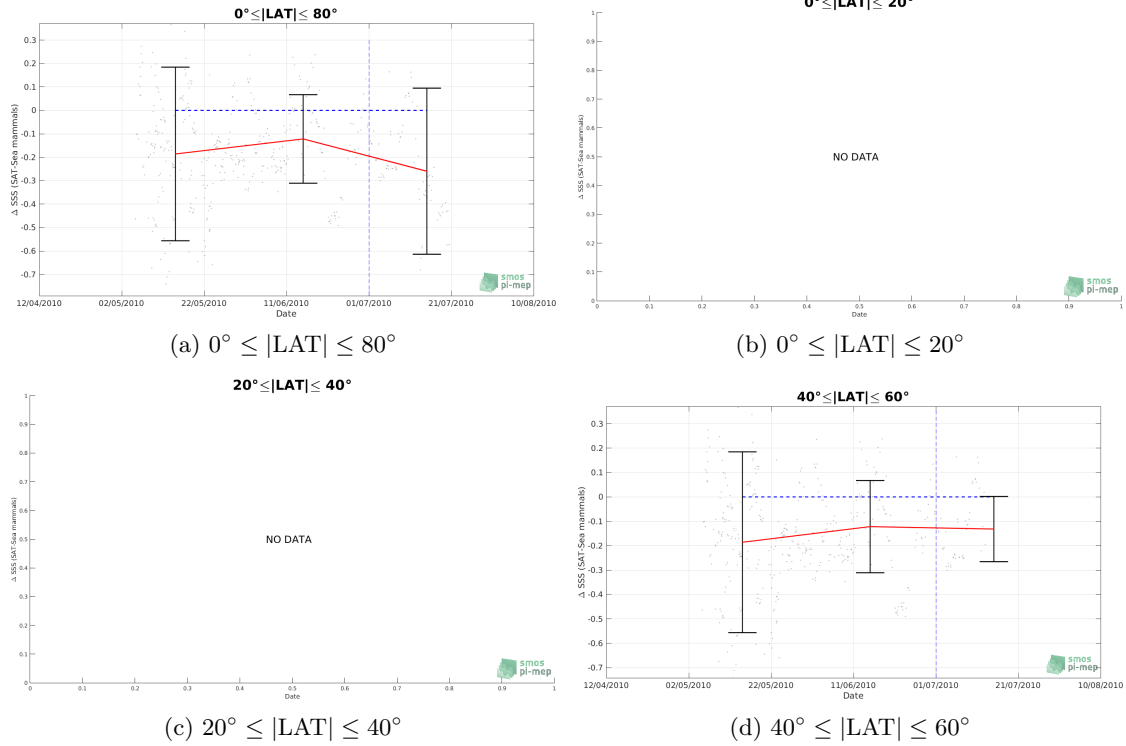 0°≤|LAT|≤ 80°
Δ SSS (SAT-Sea mammals)
0.3
0.2
0.1
0
-0.1
-0.2
-0.3
-0.4
-0.5
-0.6
-0.7
12/04/2010 02/05/2010 22/05/2010 11/06/2010 01/07/2010 21/07/2010 10/08/2010
Date
smos
pi-mep
(a) 0° ≤ |LAT| ≤ 80°
0°≤|LAT|≤ 20°
Δ SSS (SAT-Sea mammals)
1
0.9
0.8
0.7
0.6
0.5
0.4
0.3
0.2
0.1
0
NO DATA
0 0.1 0.2 0.3 0.4 0.5 0.6 0.7 0.8 0.9 1
Date
smos
pi-mep
(b) 0° ≤ |LAT| ≤ 20°
20°≤|LAT|≤ 40°
Δ SSS (SAT-Sea mammals)
1
0.9
0.8
0.7
0.6
0.5
0.4
0.3
0.2
0.1
0
NO DATA
0 0.1 0.2 0.3 0.4 0.5 0.6 0.7 0.8 0.9 1
Date
smos
pi-mep
(c) 20° ≤ |LAT| ≤ 40°
40°≤|LAT|≤ 60°
Δ SSS (SAT-Sea mammals)
0.3
0.2
0.1
0
-0.1
-0.2
-0.3
-0.4
-0.5
-0.6
-0.7
12/04/2010 02/05/2010 22/05/2010 11/06/2010 01/07/2010 21/07/2010 10/08/2010
Date
smos
pi-mep
(d) 40° ≤ |LAT| ≤ 60°